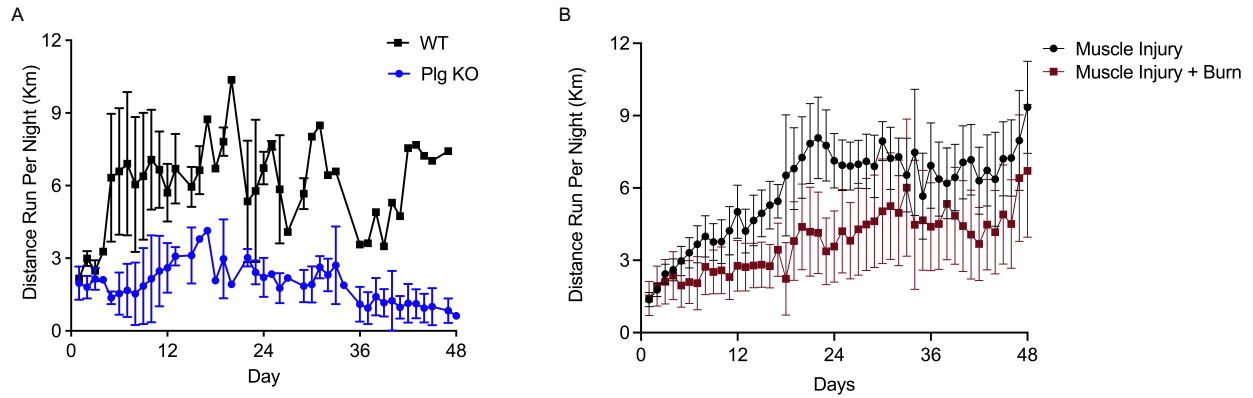 A
12
9
6
3
0
0
12
24
36
48
Distance Run Per Night (Km)
Day
WT
Plg KO
B
12
9
6
3
0
0
12
24
36
48
Distance Run Per Night (Km)
Days
Muscle Injury
Muscle Injury + Burn